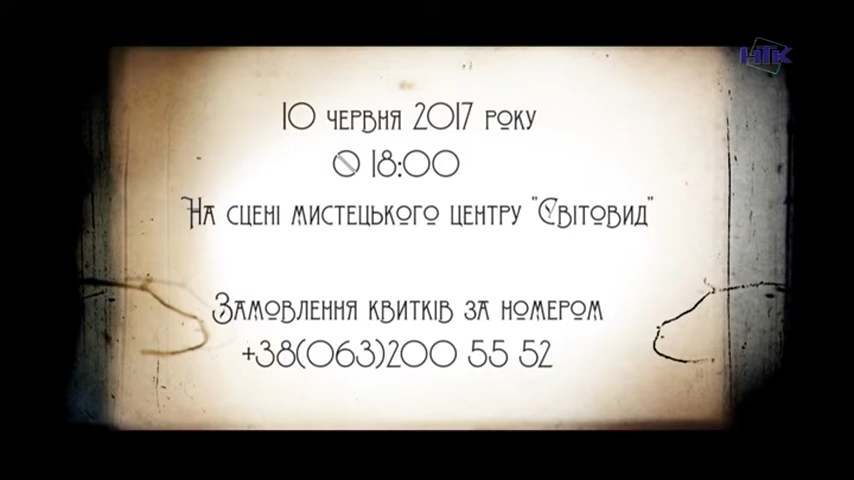 НТК
10 червня 2017 року
О 18:00
На сцені мистецького центру "Світовид"
Замовлення квитків за номером
+38(063)200 55 52